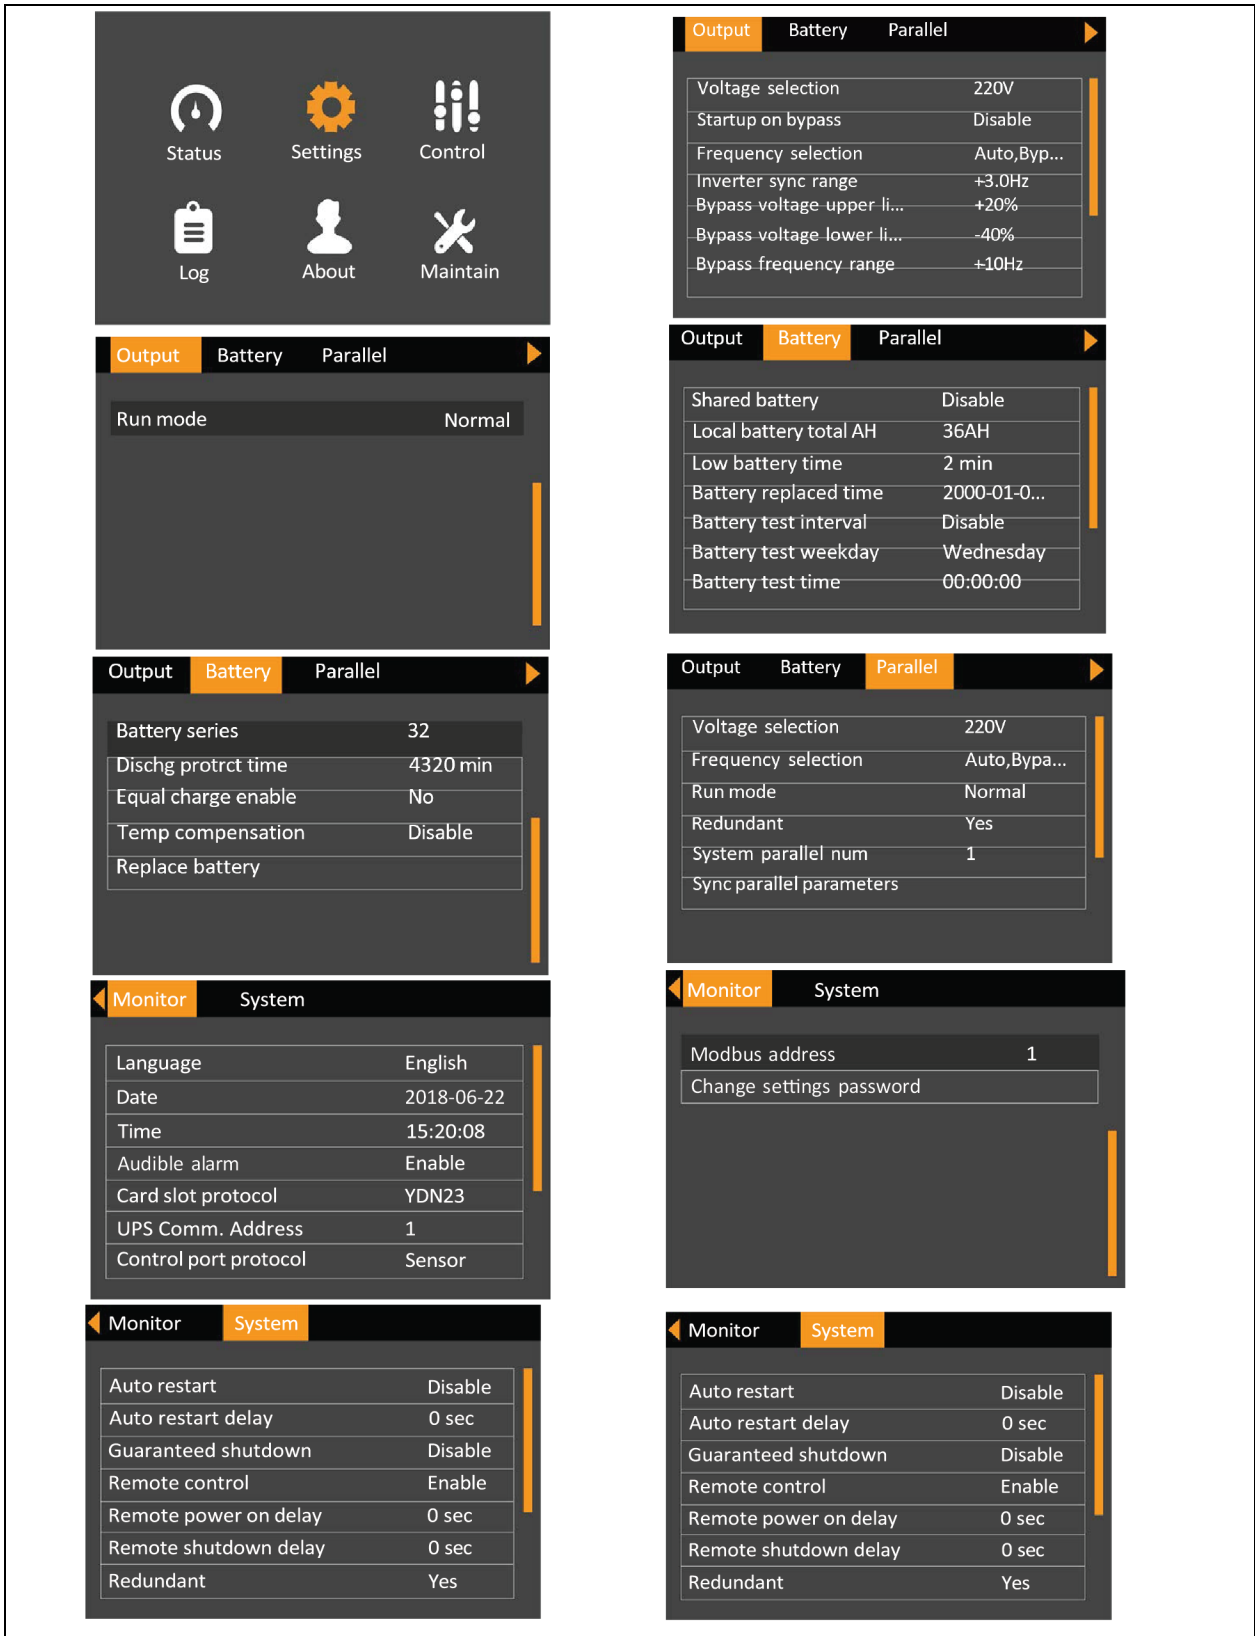 Status Settings Control
Log About Maintain
Output Battery Parallel
Voltage selection 220V
Startup on bypass Disable
Frequency selection Auto,Byp...
Inverter sync range +3.0Hz
Bypass voltage upper li... +20%
Bypass voltage lower li... -40%
Bypass frequency range +10Hz
Output Battery Parallel
Run mode Normal
Output Battery Parallel
Shared battery Disable
Local battery total AH 36AH
Low battery time 2 min
Battery replaced time 2000-01-0...
Battery test interval Disable
Battery test weekday Wednesday
Battery test time 00:00:00
Output Battery Parallel
Battery series 32
Dischg protrct time 4320 min
Equal charge enable No
Temp compensation Disable
Replace battery
Output Battery Parallel
Voltage selection 220V
Frequency selection Auto,Bypa...
Run mode Normal
Redundant Yes
System parallel num 1
Sync parallel parameters
Monitor System
Language English
Date 2018-06-22
Time 15:20:08
Audible alarm Enable
Card slot protocol YDN23
UPS Comm. Address 1
Control port protocol Sensor
Monitor System
Modbus address 1
Change settings password
Monitor System
Auto restart Disable
Auto restart delay 0 sec
Guaranteed shutdown Disable
Remote control Enable
Remote power on delay 0 sec
Remote shutdown delay 0 sec
Redundant Yes
Monitor System
Auto restart Disable
Auto restart delay 0 sec
Guaranteed shutdown Disable
Remote control Enable
Remote power on delay 0 sec
Remote shutdown delay 0 sec
Redundant Yes